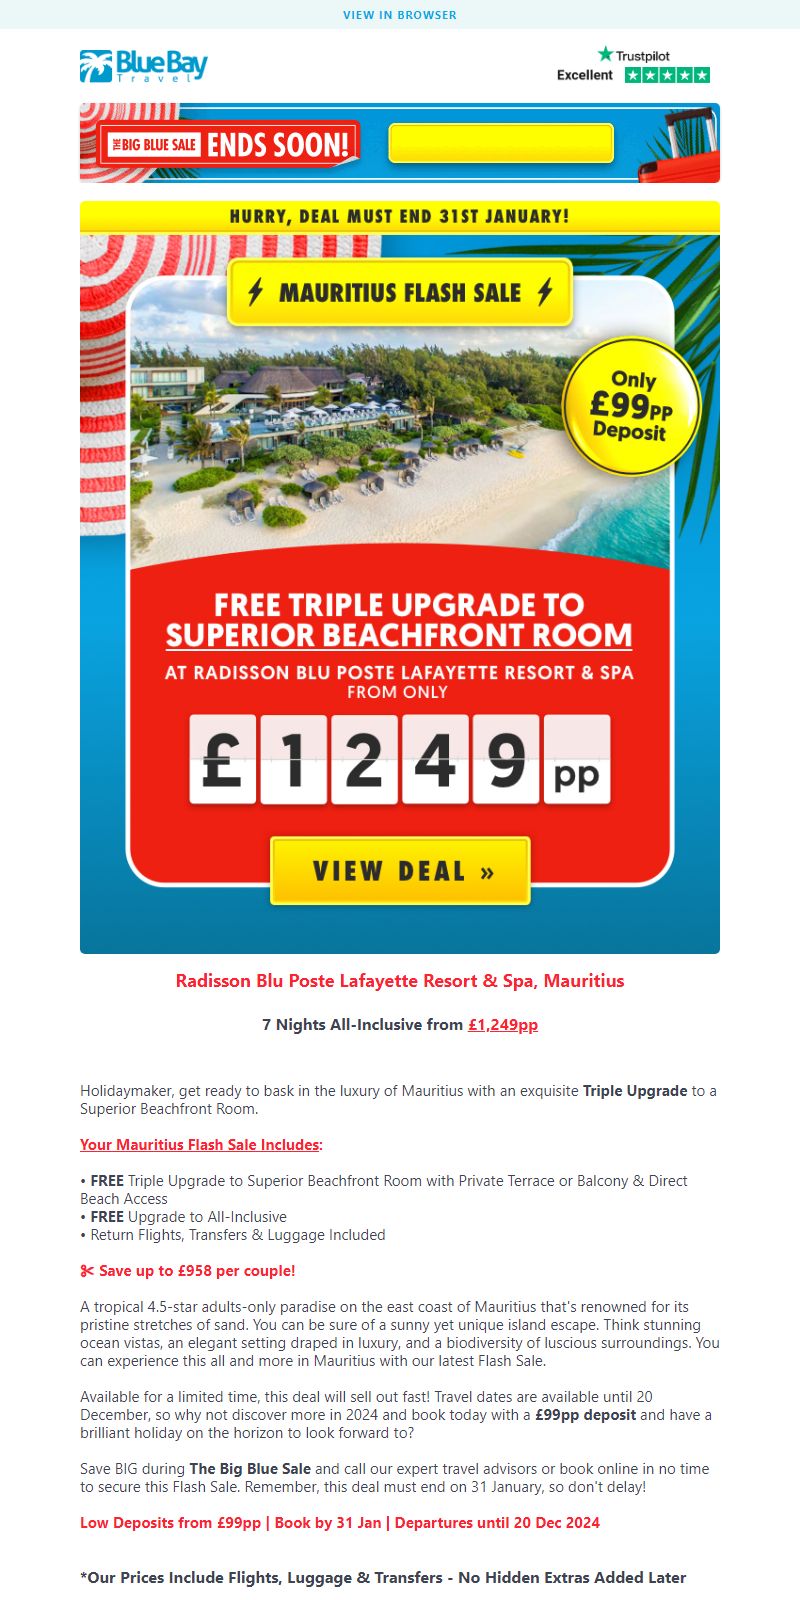 VIEW IN BROWSER
BlueBay
Travel
Trustpilot
Excellent
THE BIG BLUE SALE ENDS SOON!
HURRY, DEAL MUST END 31ST JANUARY!
MAURITIUS FLASH SALE
Only
£99PP
Deposit
FREE TRIPLE UPGRADE TO
SUPERIOR BEACHFRONT ROOM
AT RADISSON BLU POSTE LAFAYETTE RESORT & SPA
FROM ONLY
£1249pp
VIEW DEAL »
Radisson Blu Poste Lafayette Resort & Spa, Mauritius
7 Nights All-Inclusive from £1,249pp
Holidaymaker, get ready to bask in the luxury of Mauritius with an exquisite Triple Upgrade to a
Superior Beachfront Room.
Your Mauritius Flash Sale Includes:
• FREE Triple Upgrade to Superior Beachfront Room with Private Terrace or Balcony & Direct
Beach Access
• FREE Upgrade to All-Inclusive
• Return Flights, Transfers & Luggage Included
✂ Save up to £958 per couple!
A tropical 4.5-star adults-only paradise on the east coast of Mauritius that's renowned for its
pristine stretches of sand. You can be sure of a sunny yet unique island escape. Think stunning
ocean vistas, an elegant setting draped in luxury, and a biodiversity of luscious surroundings. You
can experience this all and more in Mauritius with our latest Flash Sale.
Available for a limited time, this deal will sell out fast! Travel dates are available until 20
December, so why not discover more in 2024 and book today with a £99pp deposit and have a
brilliant holiday on the horizon to look forward to?
Save BIG during The Big Blue Sale and call our expert travel advisors or book online in no time
to secure this Flash Sale. Remember, this deal must end on 31 January, so don't delay!
Low Deposits from £99pp | Book by 31 Jan | Departures until 20 Dec 2024
*Our Prices Include Flights, Luggage & Transfers - No Hidden Extras Added Later